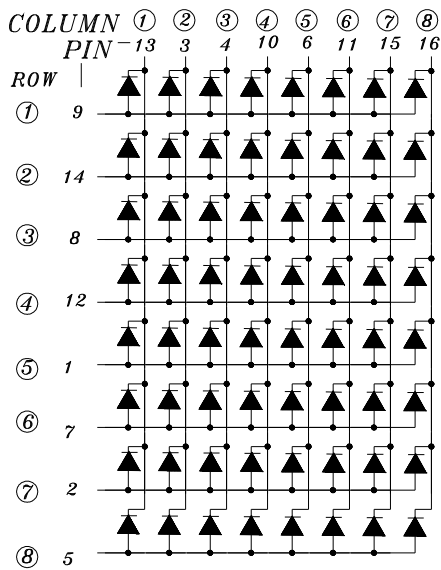 COLUMN ① ② ③ ④ ⑤ ⑥ ⑦ ⑧
PIN 13 3 4 10 6 11 15 16
ROW
① 9
② 14
③ 8
④ 12
⑤ 1
⑥ 7
⑦ 2
⑧ 5